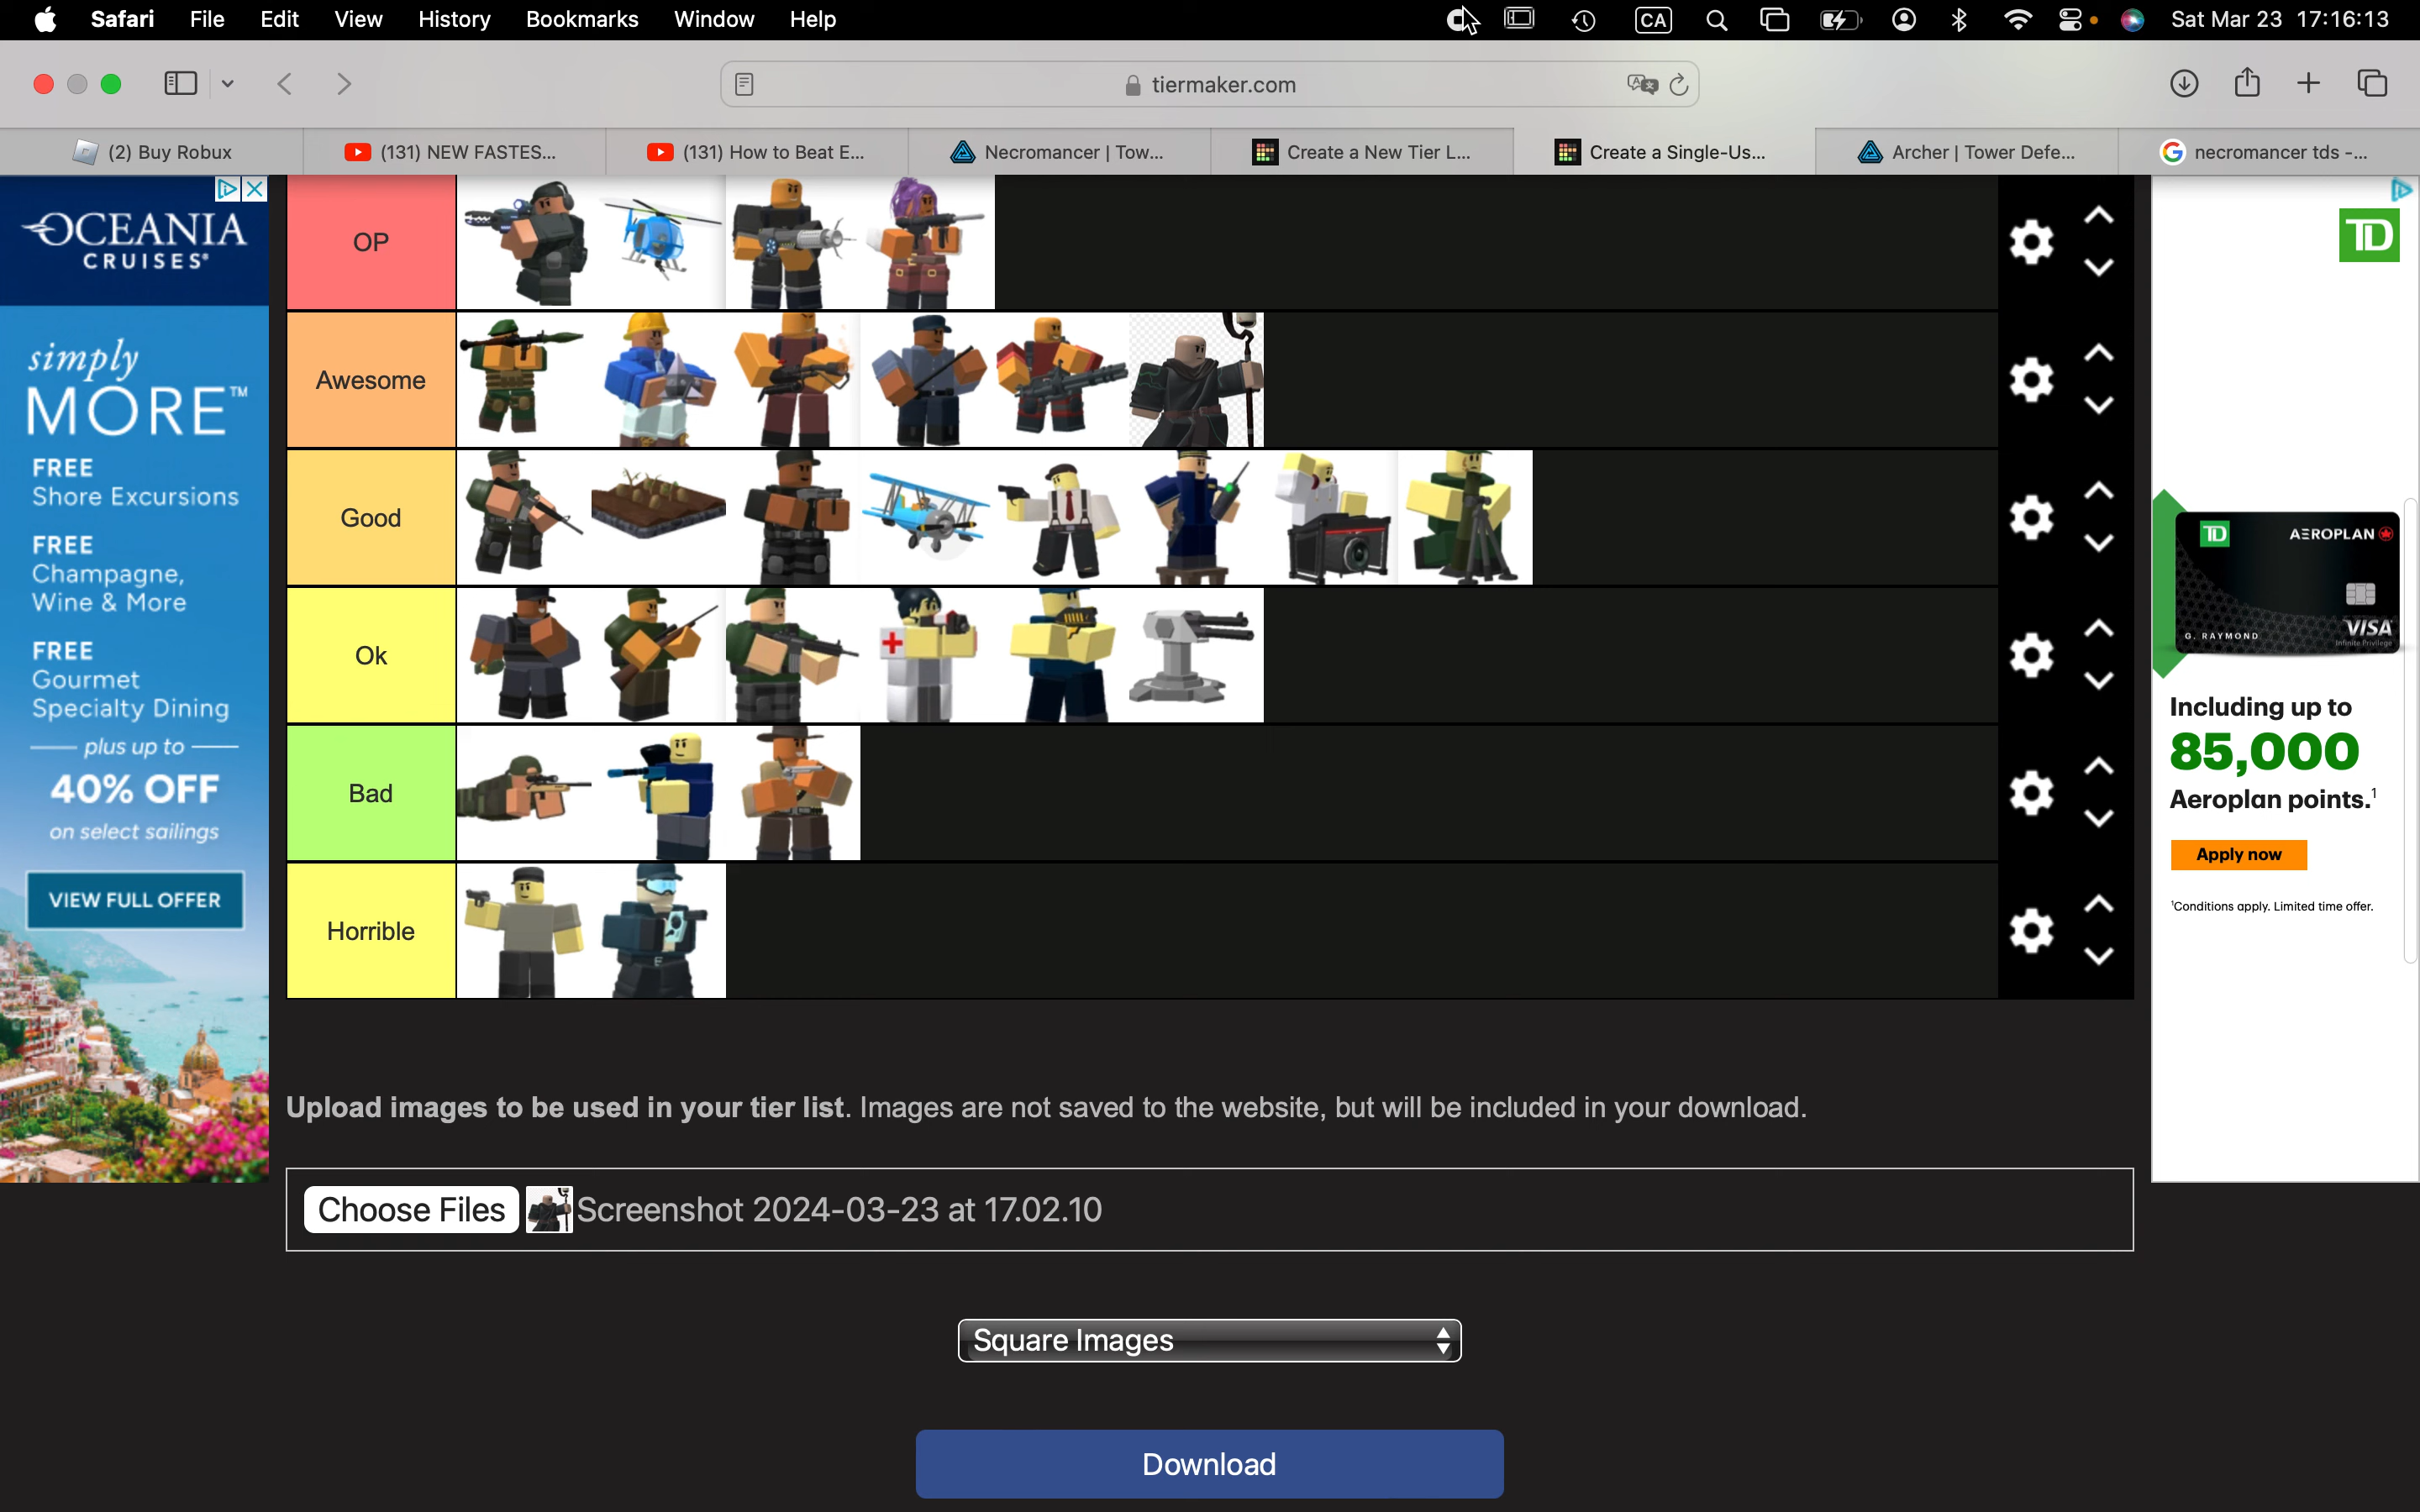 Safari File Edit View History Bookmarks Window Help CA Sat Mar 23 17:16:13
tiermaker.com
(2) Buy Robux
(131) NEW FASTES...
(131) How to Beat E...
Necromancer | Tow...
Create a New Tier L...
Create a Single-Us...
Archer | Tower Defe...
necromancer tds -...
OCEANIA
CRUISES®
simply
MORE™
FREE
Shore Excursions
FREE
Champagne,
Wine & More
FREE
Gourmet
Specialty Dining
plus up to
40% OFF
on select sailings
VIEW FULL OFFER
OP
Awesome
Good
Ok
Bad
Horrible
Upload images to be used in your tier list. Images are not saved to the website, but will be included in your download.
Choose Files Screenshot 2024-03-23 at 17.02.10
Square Images
Download
TD
TD AEROPLAN
G. RAYMOND
VISA
Infinite Privilege
Including up to
85,000
Aeroplan points.¹
Apply now
¹Conditions apply. Limited time offer.